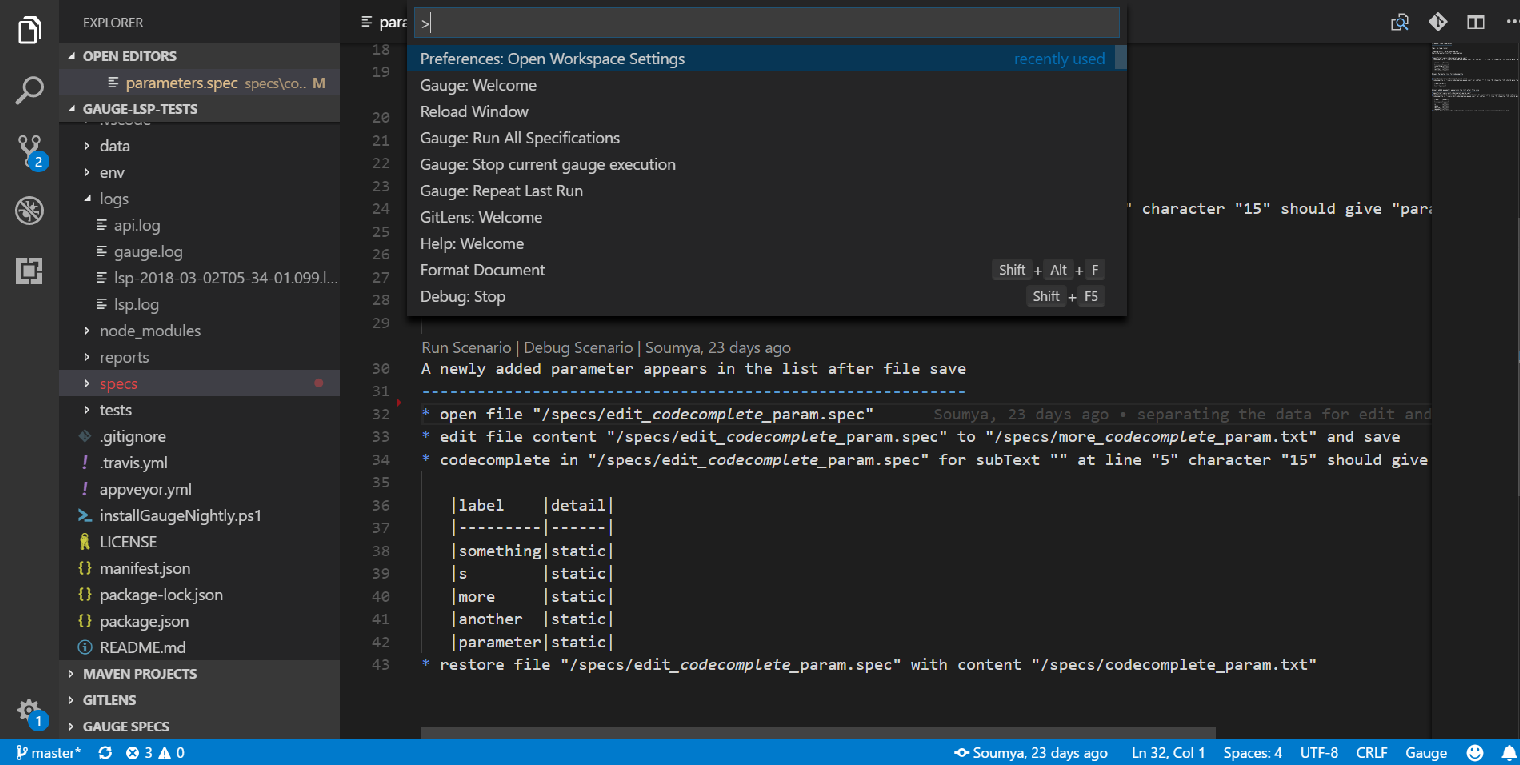 EXPLORER
OPEN EDITORS
parameters.spec specs\co.. M
GAUGE-LSP-TESTS
.vscode
data
env
logs
api.log
gauge.log
lsp-2018-03-02T05-34-01.099.l...
lsp.log
node_modules
reports
specs
tests
.gitignore
.travis.yml
appveyor.yml
installGaugeNightly.ps1
LICENSE
manifest.json
package-lock.json
package.json
README.md
MAVEN PROJECTS
GITLENS
GAUGE SPECS
2
1
para
>
Preferences: Open Workspace Settings recently used
Gauge: Welcome
Reload Window
Gauge: Run All Specifications
Gauge: Stop current gauge execution
Gauge: Repeat Last Run
GitLens: Welcome
Help: Welcome
Format Document Shift + Alt + F
Debug: Stop Shift + F5
18
19
20
21
22
23
24 " character "15" should give "para
25
26
27
28
29
Run Scenario | Debug Scenario | Soumya, 23 days ago
30 A newly added parameter appears in the list after file save
31 -----------------------------------------------------------
32 * open file "/specs/edit_codecomplete_param.spec" Soumya, 23 days ago • separating the data for edit and
33 * edit file content "/specs/edit_codecomplete_param.spec" to "/specs/more_codecomplete_param.txt" and save
34 * codecomplete in "/specs/edit_codecomplete_param.spec" for subText "" at line "5" character "15" should give
35
36 |label    |detail|
37 |---------|------|
38 |something|static|
39 |s        |static|
40 |more     |static|
41 |another  |static|
42 |parameter|static|
43 * restore file "/specs/edit_codecomplete_param.spec" with content "/specs/codecomplete_param.txt"
master* 3 0 Soumya, 23 days ago Ln 32, Col 1 Spaces: 4 UTF-8 CRLF Gauge